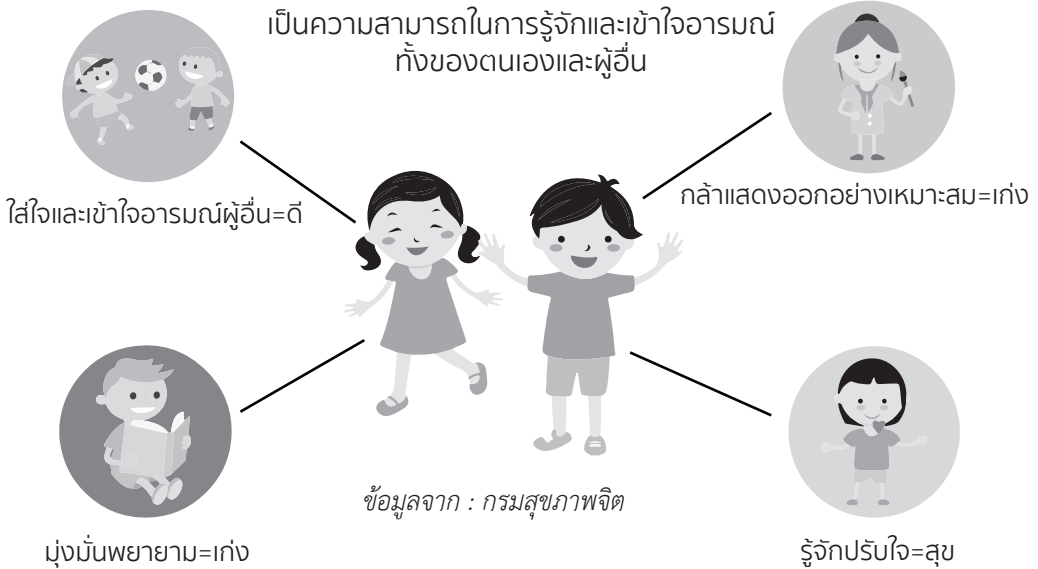 เป็นความสามารถในการรู้จักและเข้าใจอารมณ์
ทั้งของตนเองและผู้อื่น
ใส่ใจและเข้าใจอารมณ์ผู้อื่น=ดี
กล้าแสดงออกอย่างเหมาะสม=เก่ง
มุ่งมั่นพยายาม=เก่ง
รู้จักปรับใจ=สุข
ข้อมูลจาก : กรมสุขภาพจิต